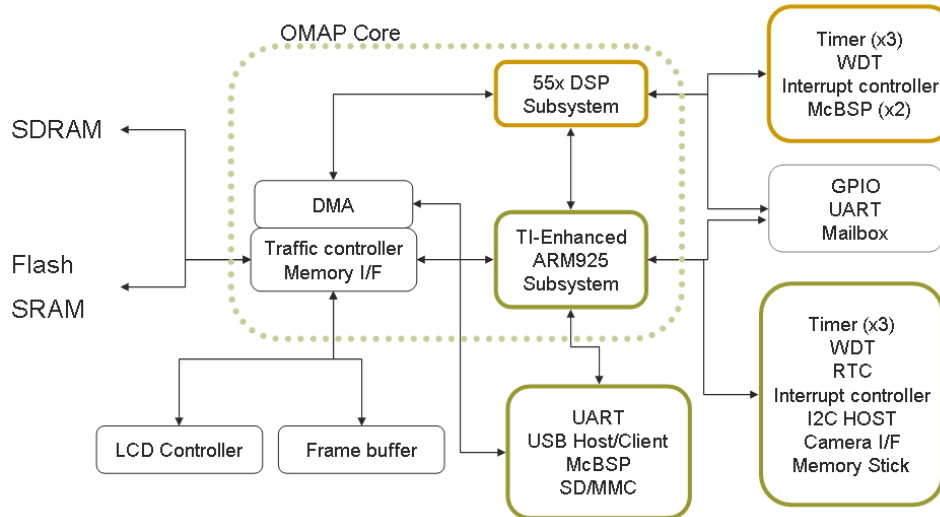 OMAP Core
55x DSP
Subsystem
Timer (x3)
WDT
Interrupt controller
McBSP (x2)
SDRAM
DMA
GPIO
UART
Mailbox
Traffic controller
Memory I/F
TI-Enhanced
ARM925
Subsystem
Flash
SRAM
Timer (x3)
WDT
RTC
Interrupt controller
I2C HOST
Camera I/F
Memory Stick
LCD Controller
Frame buffer
UART
USB Host/Client
McBSP
SD/MMC